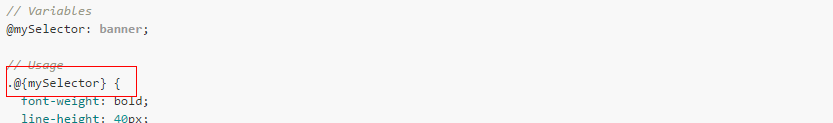 // Variables
@mySelector: banner;
// Usage
.@{mySelector} {
font-weight: bold;
line-height: 40px;